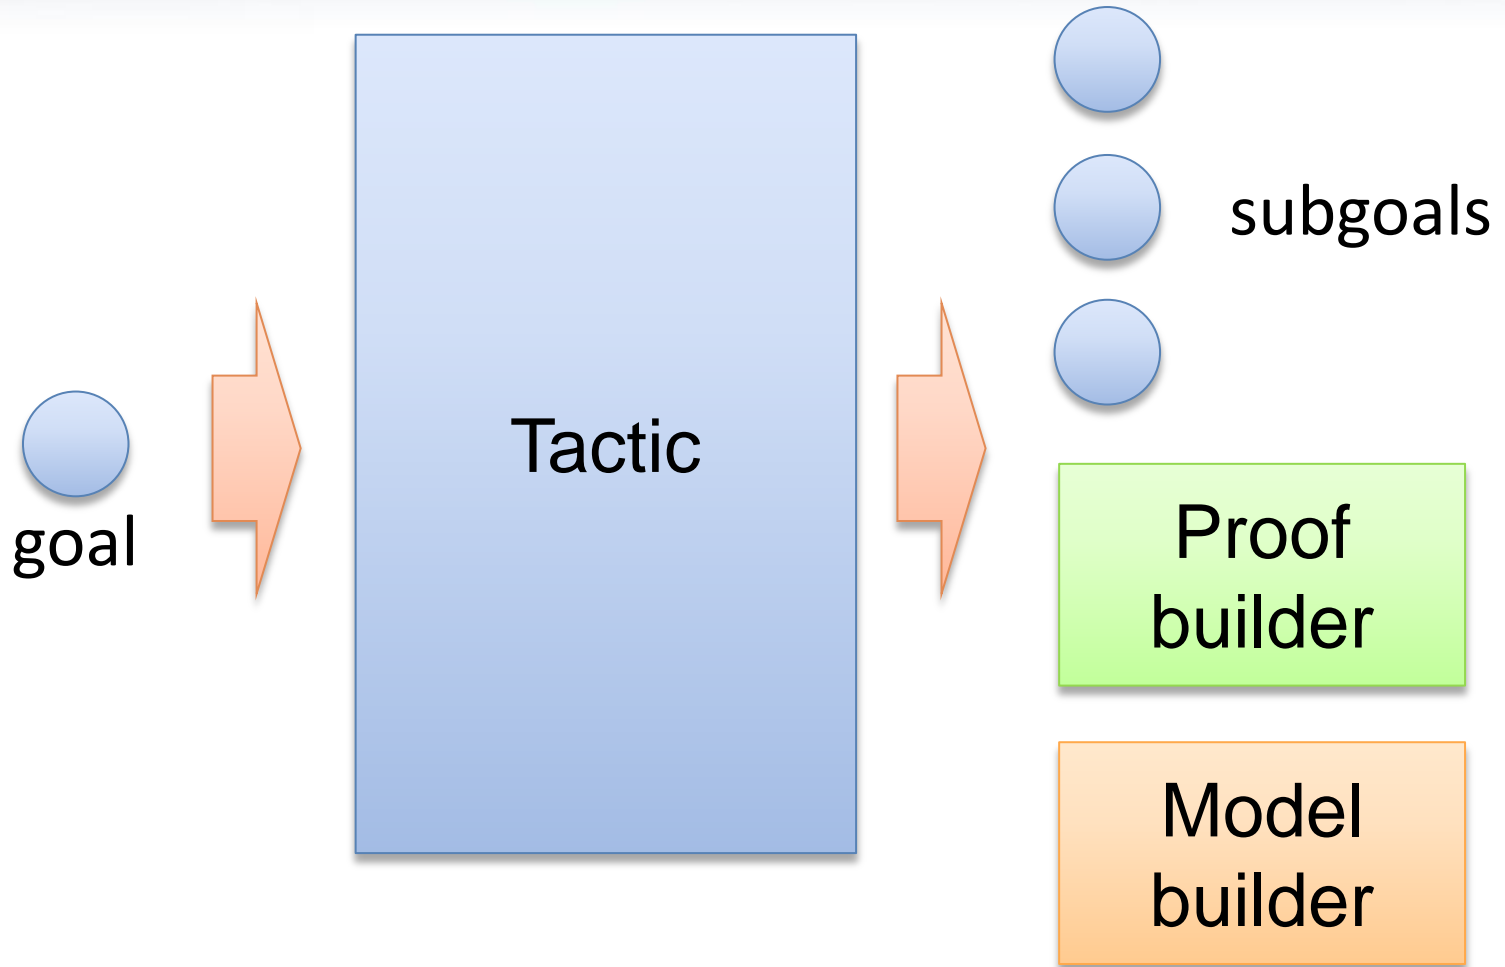 goal
Tactic
subgoals
Proof
builder
Model
builder